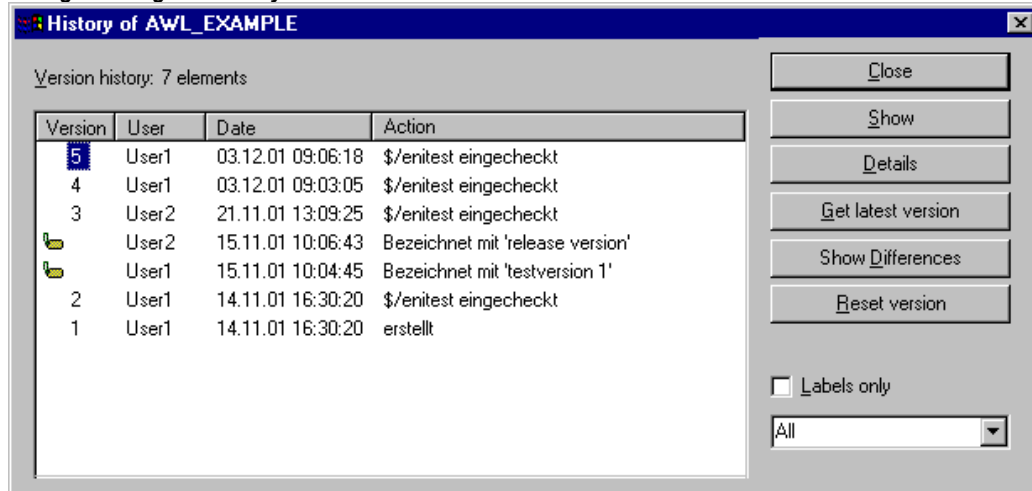 History of AWL_EXAMPLE
Version history: 7 elements
Version User Date Action
5 User1 03.12.01 09:06:18 $/enitest eingecheckt
4 User1 03.12.01 09:03:05 $/enitest eingecheckt
3 User2 21.11.01 13:09:25 $/enitest eingecheckt
User2 15.11.01 10:06:43 Bezeichnet mit 'release version'
User1 15.11.01 10:04:45 Bezeichnet mit 'testversion 1'
2 User1 14.11.01 16:30:20 $/enitest eingecheckt
1 User1 14.11.01 16:30:20 erstellt
Close
Show
Details
Get latest version
Show Differences
Reset version
Labels only
All